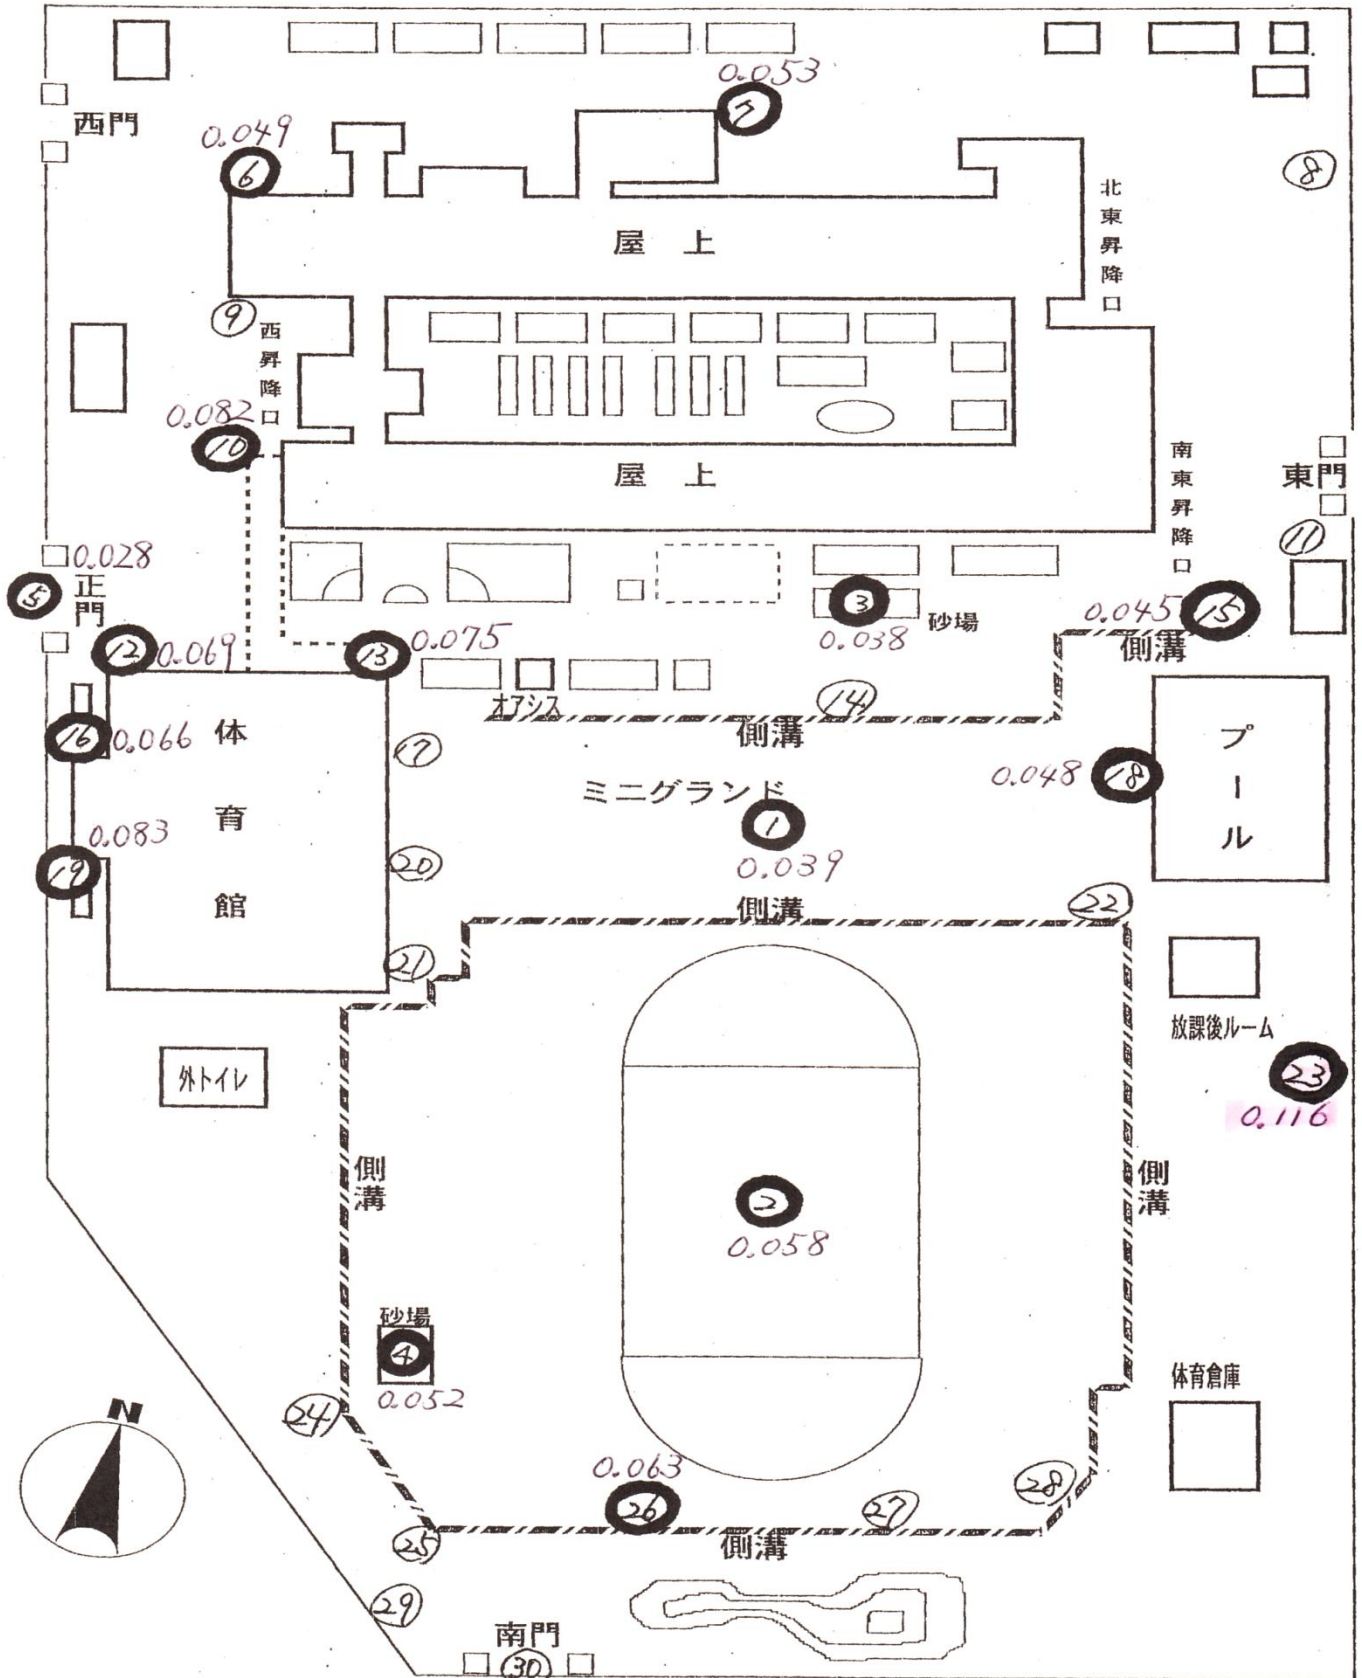 0.053
⑦
西門
0.049
⑥
⑧
北東昇降口
屋上
⑨
西昇降口
0.082
⑩
屋上
南東昇降口
東門
⑪
0.028
⑤
正門
③
0.038
砂場
0.045
⑮
側溝
⑫
0.069
⑬
0.075
オアシス
⑭
側溝
⑯
0.066
体育館
⑰
ミニグランド
①
0.039
0.048
⑱
プール
0.083
⑲
⑳
側溝
㉒
㉑
放課後ルーム
㉓
0.116
外トイレ
側溝
側溝
②
0.058
砂場
④
0.052
体育倉庫
N
㉔
0.063
㉖
㉗
㉘
㉕
側溝
㉙
南門
㉚